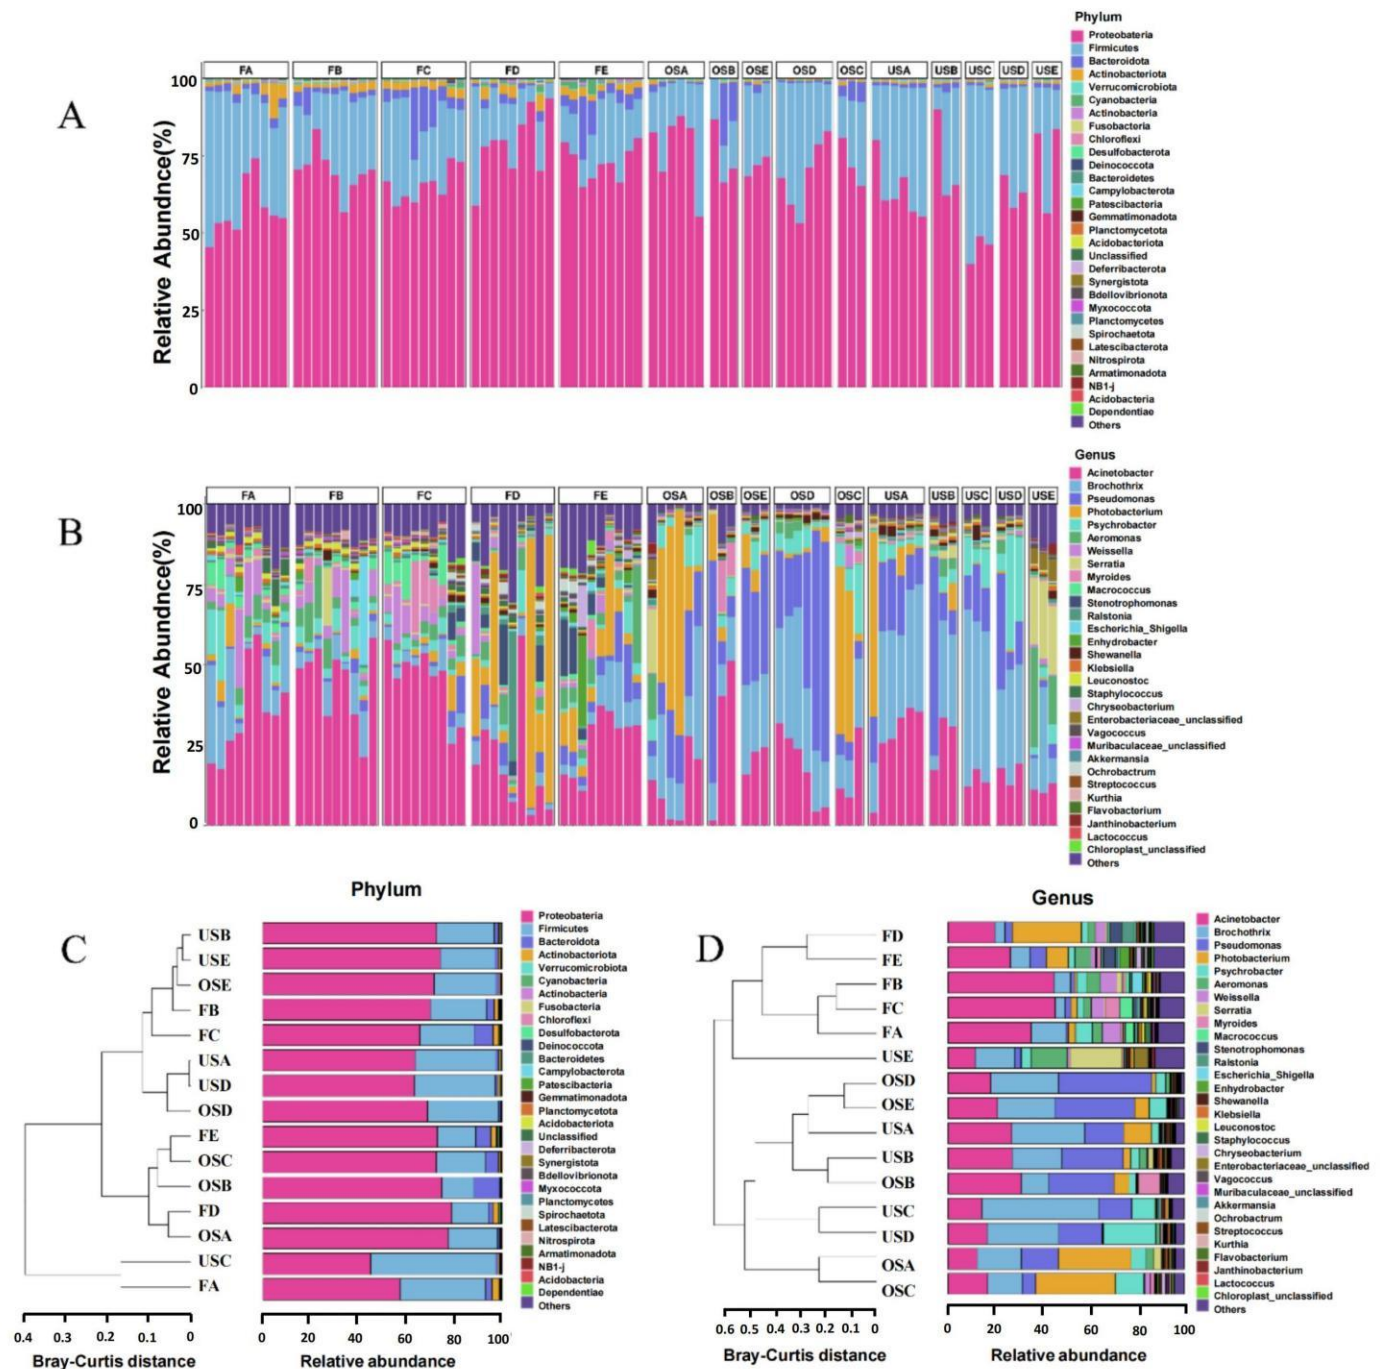 Phylum
Proteobateria
Firmicutes
Bacteroidota
Actinobacteriota
Verrucomicrobiota
Cyanobacteria
Actinobacteria
Fusobacteria
Chloroflexi
Desulfobacterota
Deinococcota
Bacteroidetes
Campylobacterota
Patescibacteria
Gemmatimonadota
Planctomycetota
Acidobacteriota
Unclassified
Deferribacterota
Synergistota
Bdellovibrionota
Myxococcota
Planctomycetes
Spirochaetota
Latescibacterota
Nitrospirota
Armatimonadota
NB1-j
Acidobacteria
Dependentiae
Others
A
Relative Abundnce(%)
100
75
50
25
0
FA FB FC FD FE OSA OSB OSE OSD OSC USA USB USC USD USE
Genus
Acinetobacter
Brochothrix
Pseudomonas
Photobacterium
Psychrobacter
Aeromonas
Weissella
Serratia
Myroides
Macrococcus
Stenotrophomonas
Ralstonia
Escherichia_Shigella
Enhydrobacter
Shewanella
Klebsiella
Leuconostoc
Staphylococcus
Chryseobacterium
Enterobacteriaceae_unclassified
Vagococcus
Muribaculaceae_unclassified
Akkermansia
Ochrobactrum
Streptococcus
Kurthia
Flavobacterium
Janthinobacterium
Lactococcus
Chloroplast_unclassified
Others
B
Relative Abundnce(%)
100
75
50
25
0
FA FB FC FD FE OSA OSB OSE OSD OSC USA USB USC USD USE
C
Phylum
USB
USE
OSE
FB
FC
USA
USD
OSD
FE
OSC
OSB
FD
OSA
USC
FA
0.4 0.3 0.2 0.1 0
Bray-Curtis distance
0 20 40 60 80 100
Relative abundance
Proteobateria
Firmicutes
Bacteroidota
Actinobacteriota
Verrucomicrobiota
Cyanobacteria
Actinobacteria
Fusobacteria
Chloroflexi
Desulfobacterota
Deinococcota
Bacteroidetes
Campylobacterota
Patescibacteria
Gemmatimonadota
Planctomycetota
Acidobacteriota
Unclassified
Deferribacterota
Synergistota
Bdellovibrionota
Myxococcota
Planctomycetes
Spirochaetota
Latescibacterota
Nitrospirota
Armatimonadota
NB1-j
Acidobacteria
Dependentiae
Others
D
Genus
FD
FE
FB
FC
FA
USE
OSD
OSE
USA
USB
OSB
USC
USD
OSA
OSC
0.6 0.5 0.4 0.3 0.2 0.1 0
Bray-Curtis distance
0 20 40 60 80 100
Relative abundance
Acinetobacter
Brochothrix
Pseudomonas
Photobacterium
Psychrobacter
Aeromonas
Weissella
Serratia
Myroides
Macrococcus
Stenotrophomonas
Ralstonia
Escherichia_Shigella
Enhydrobacter
Shewanella
Klebsiella
Leuconostoc
Staphylococcus
Chryseobacterium
Enterobacteriaceae_unclassified
Vagococcus
Muribaculaceae_unclassified
Akkermansia
Ochrobactrum
Streptococcus
Kurthia
Flavobacterium
Janthinobacterium
Lactococcus
Chloroplast_unclassified
Others